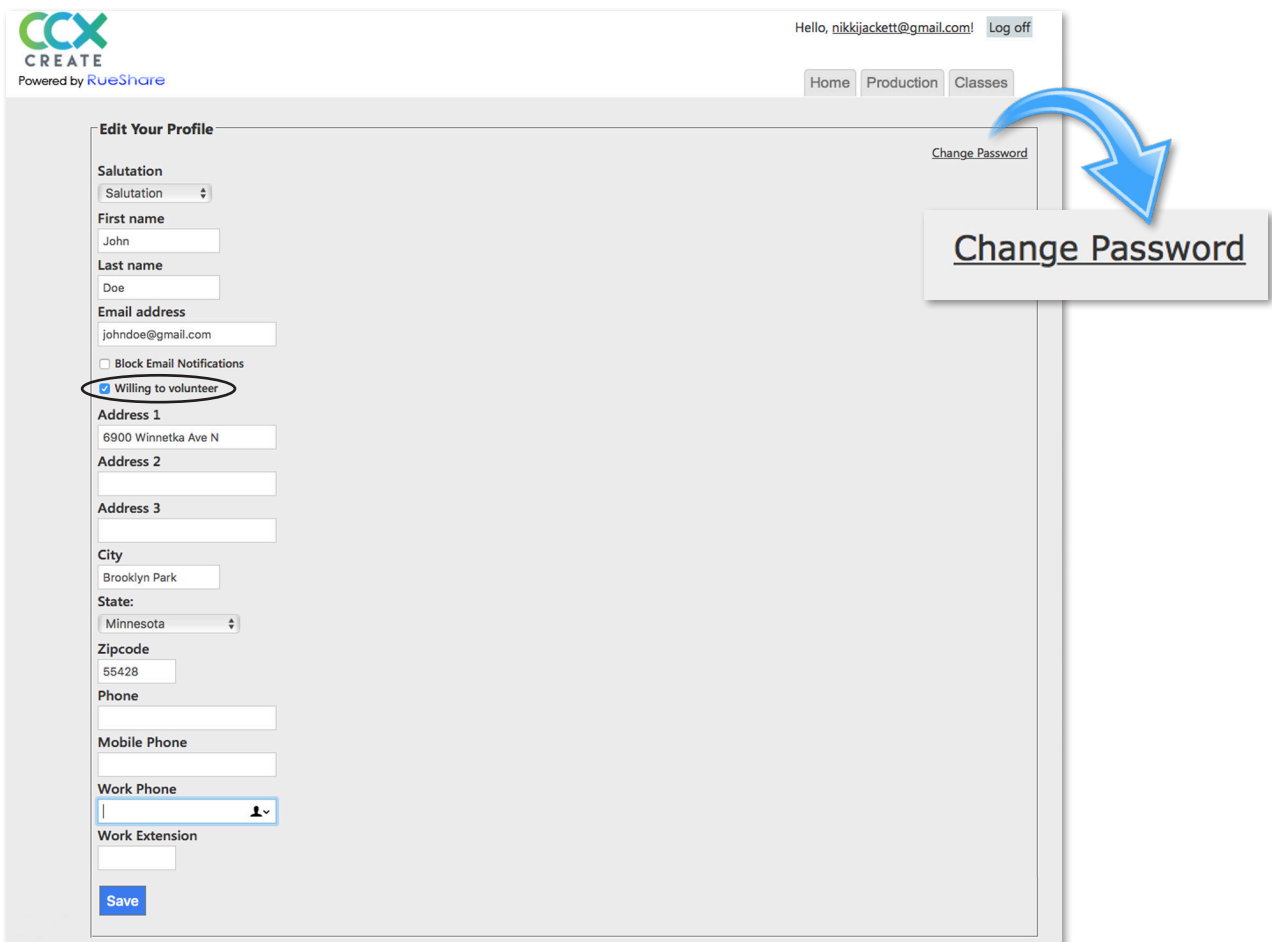 CCX
CREATE
Powered by RueShare
Hello, nikkijackett@gmail.com! Log off
Home Production Classes
Edit Your Profile
Change Password
Change Password
Salutation
Salutation
First name
John
Last name
Doe
Email address
johndoe@gmail.com
Block Email Notifications
Willing to volunteer
Address 1
6900 Winnetka Ave N
Address 2
Address 3
City
Brooklyn Park
State:
Minnesota
Zipcode
55428
Phone
Mobile Phone
Work Phone
Work Extension
Save